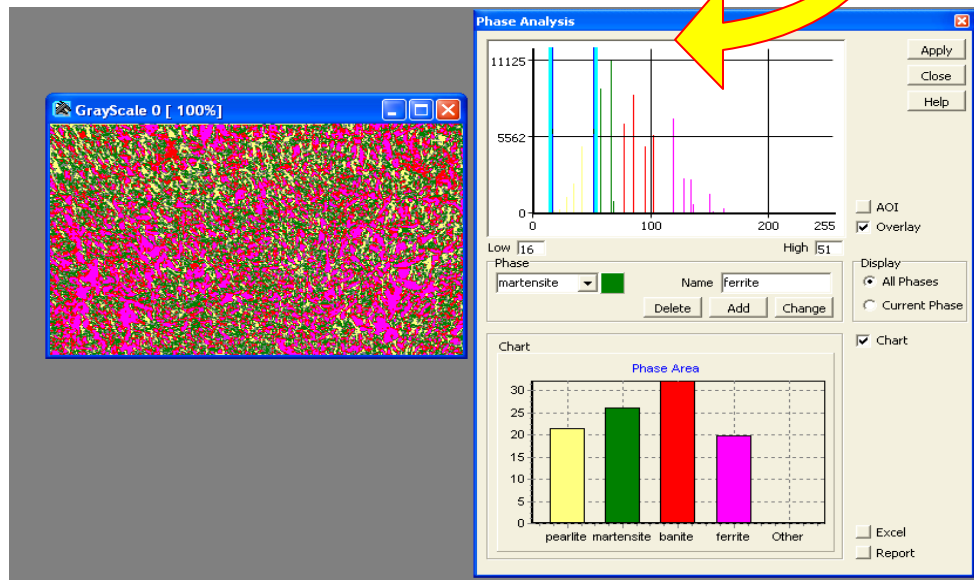 Phase Analysis
GrayScale 0 [ 100%]
11125
5562
0
0 100 200 255
Low 16 High 51
Apply
Close
Help
AOI
Overlay
Phase
martensite Name ferrite
Delete Add Change
Display
All Phases
Current Phase
Chart
Chart
Phase Area
30
25
20
15
10
5
0
pearlite martensite banite ferrite Other
Excel
Report